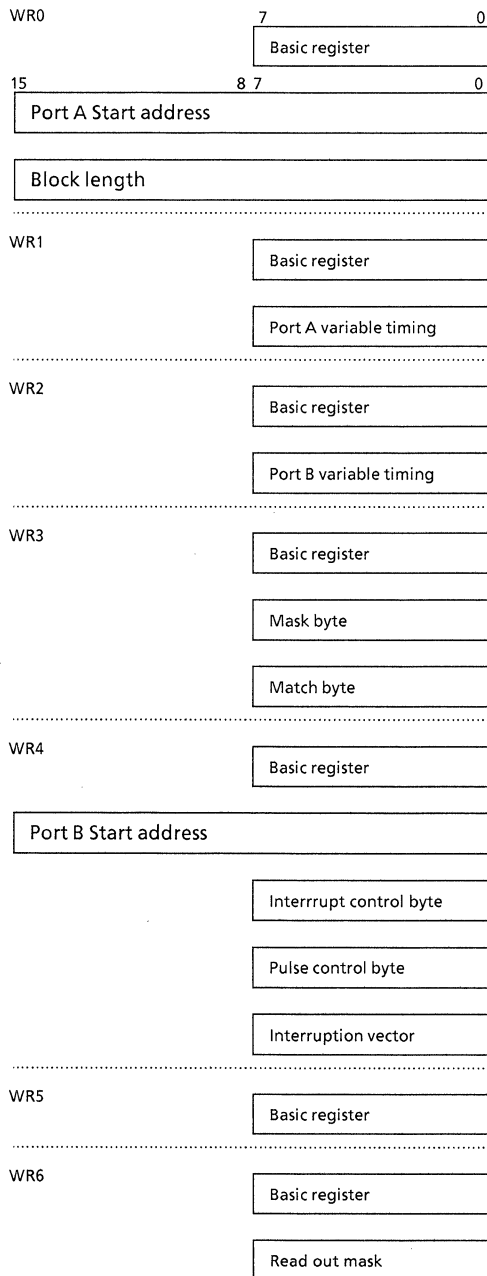 WR0
7 0
Basic register
15 8 7 0
Port A Start address
Block length
WR1
Basic register
Port A variable timing
WR2
Basic register
Port B variable timing
WR3
Basic register
Mask byte
Match byte
WR4
Basic register
Port B Start address
Interrrupt control byte
Pulse control byte
Interruption vector
WR5
Basic register
WR6
Basic register
Read out mask